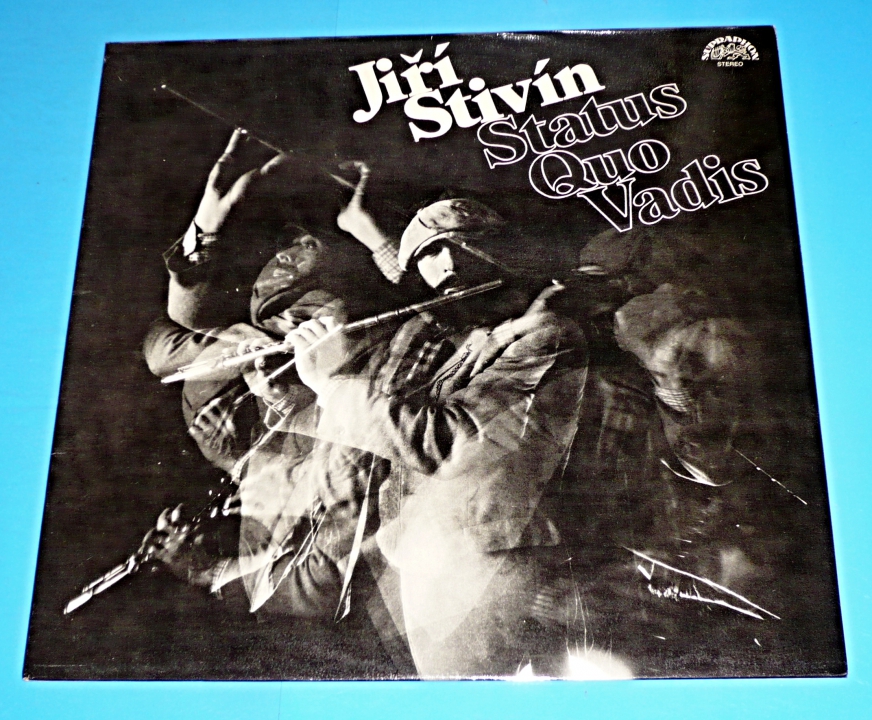 Jiří
Stivín
Status
Quo
Vadis
SUPRAPHON
STEREO